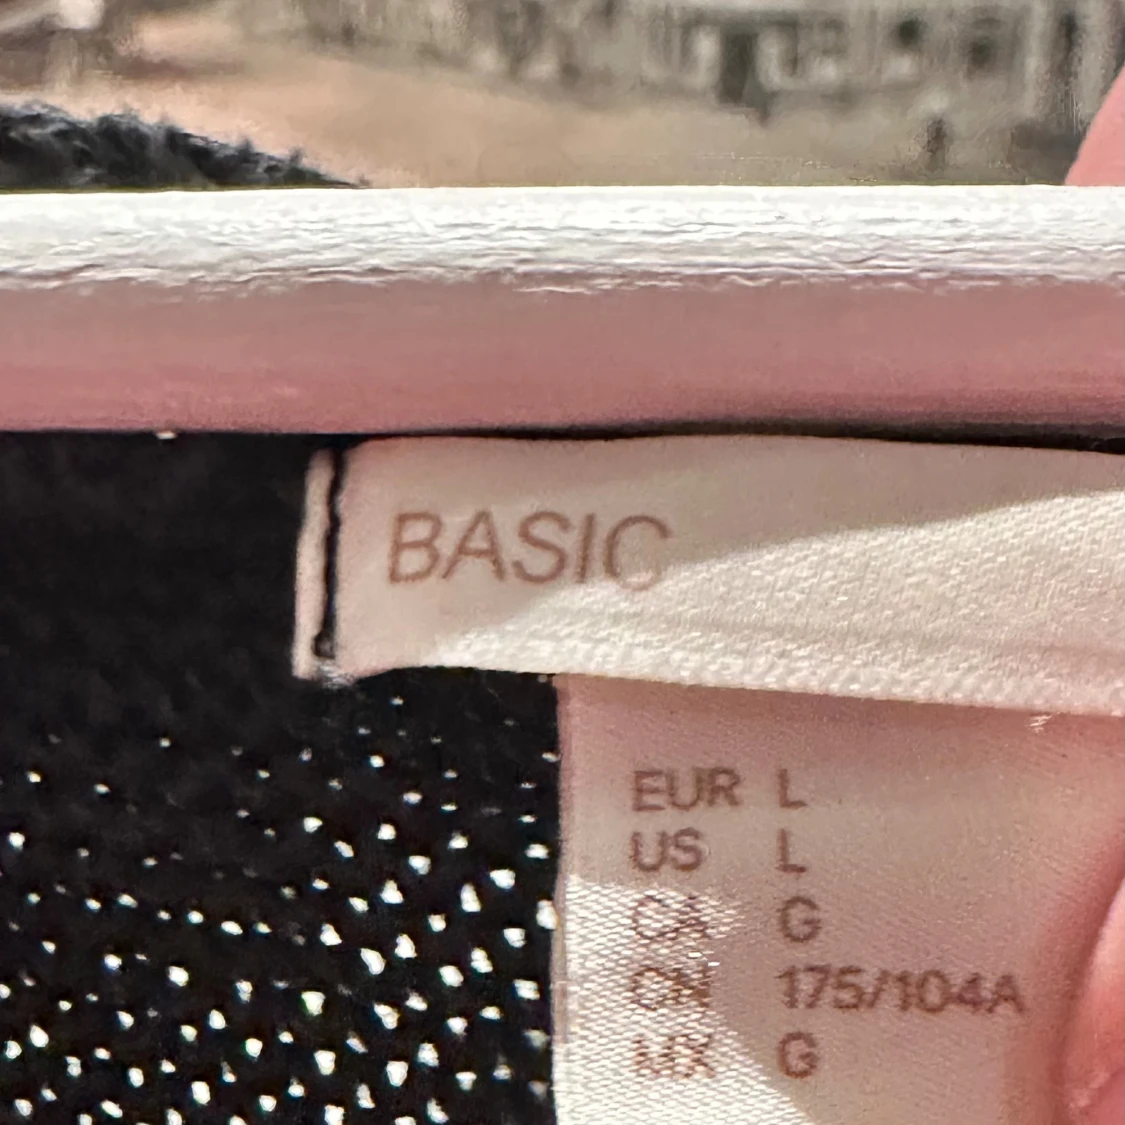 BASIC
EUR L
US L
CA G
CN 175/104A
MX G